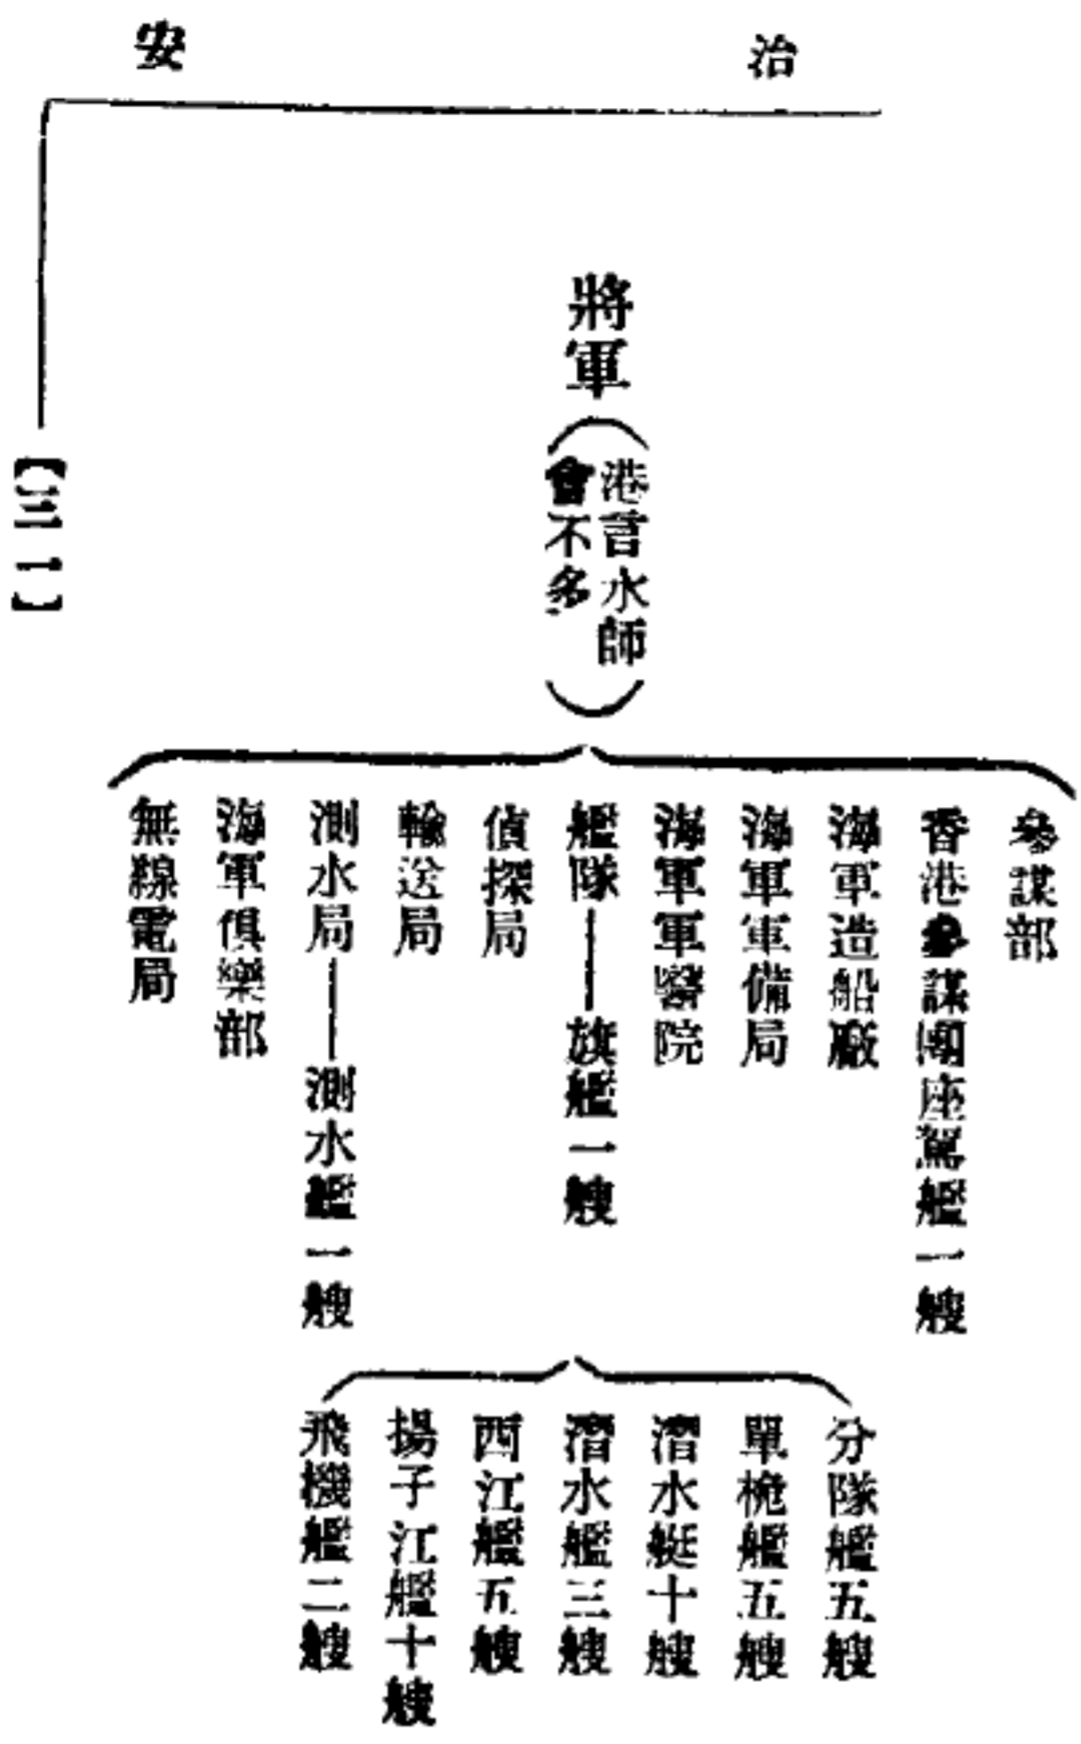 治安
將軍
(港言水師
會不多)
參謀部
香港參謀團座駕艦一艘
海軍造船廠
海軍軍備局
海軍軍醫院
艦隊——旗艦一艘
偵探局
輸送局
測水局——測水艦一艘
海軍俱樂部
無線電局
分隊艦五艘
單桅艦五艘
潛水艇十艘
潛水艦三艘
西江艦五艘
揚子江艦十艘
飛機艦二艘
【三一】